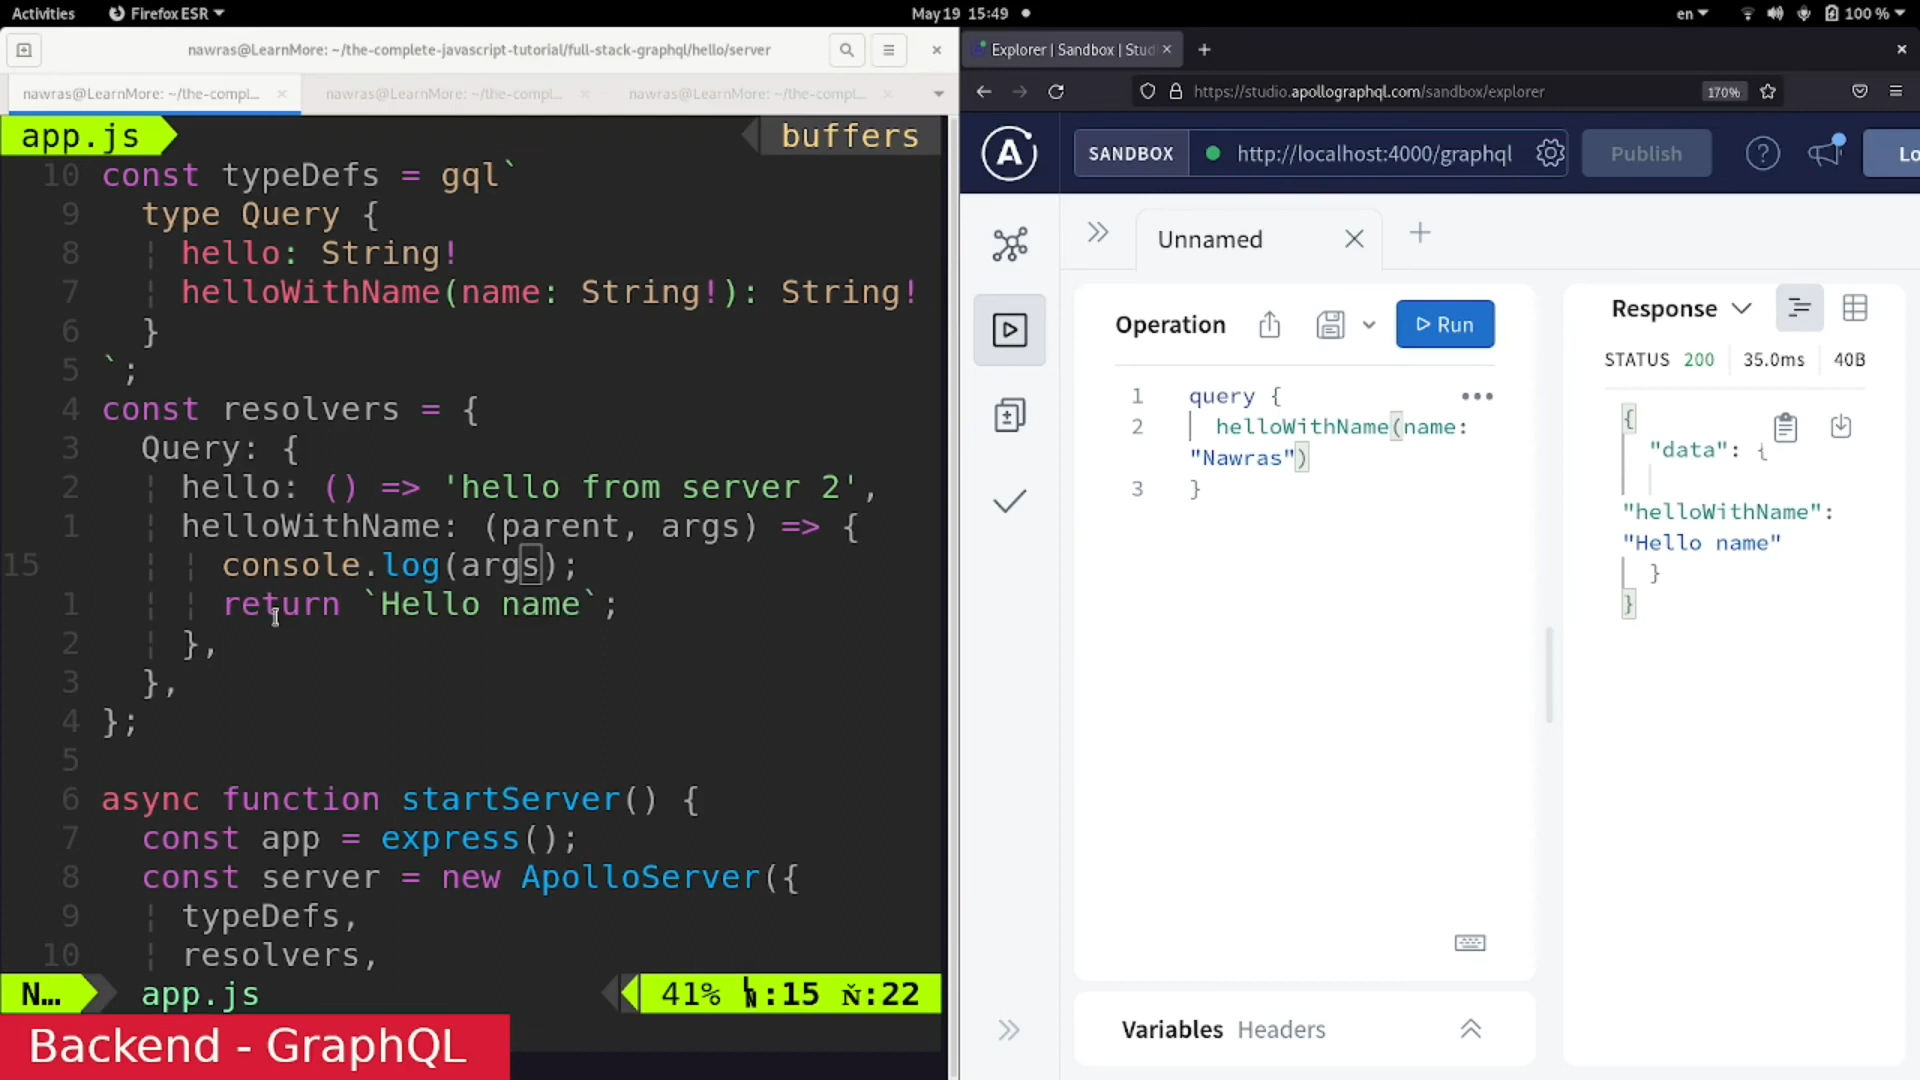 Activities
Firefox ESR
May 19 15:49
en
100 %
nawras@LearnMore: ~/the-complete-javascript-tutorial/full-stack-graphql/hello/server
nawras@LearnMore: ~/the-compl...
nawras@LearnMore: ~/the-compl...
nawras@LearnMore: ~/the-compl...
app.js
buffers
10 const typeDefs = gql`
9 type Query {
8 hello: String!
7 helloWithName(name: String!): String!
6 }
5 `;
4 const resolvers = {
3 Query: {
2 hello: () => 'hello from server 2',
1 helloWithName: (parent, args) => {
15 console.log(args);
1 return `Hello name`;
2 },
3 },
4 };
5
6 async function startServer() {
7 const app = express();
8 const server = new ApolloServer({
9 typeDefs,
10 resolvers,
N... app.js
41% :15 :22
Backend - GraphQL
Explorer | Sandbox | Stud
https://studio.apollographql.com/sandbox/explorer
170%
A
SANDBOX
http://localhost:4000/graphql
Publish
?
Lo
Unnamed
Operation
Run
1 query {
2 helloWithName(name:
"Nawras")
3 }
Variables Headers
Response
STATUS 200 35.0ms 40B
{
"data": {
"helloWithName":
"Hello name"
}
}